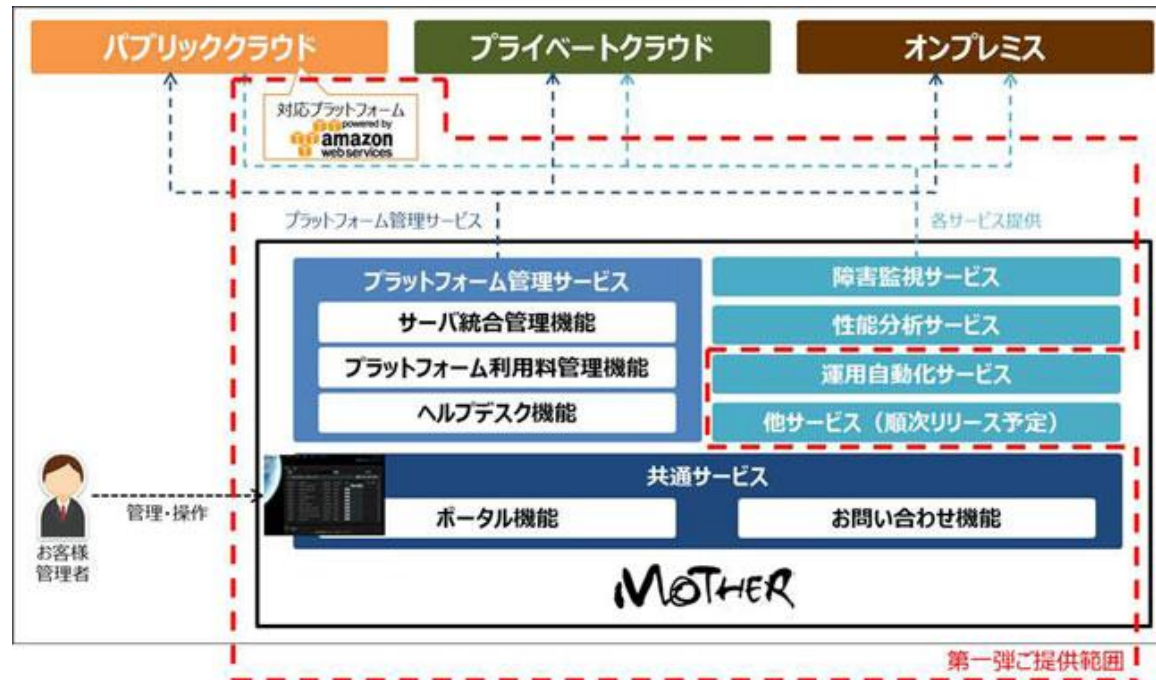 パブリッククラウド
プライベートクラウド
オンプレミス
対応プラットフォーム
powered by
amazon
web services
プラットフォーム管理サービス
各サービス提供
プラットフォーム管理サービス
サーバ統合管理機能
プラットフォーム利用料管理機能
ヘルプデスク機能
障害監視サービス
性能分析サービス
運用自動化サービス
他サービス（順次リリース予定）
お客様
管理者
管理・操作
共通サービス
ポータル機能
お問い合わせ機能
MOTHER
第一弾ご提供範囲